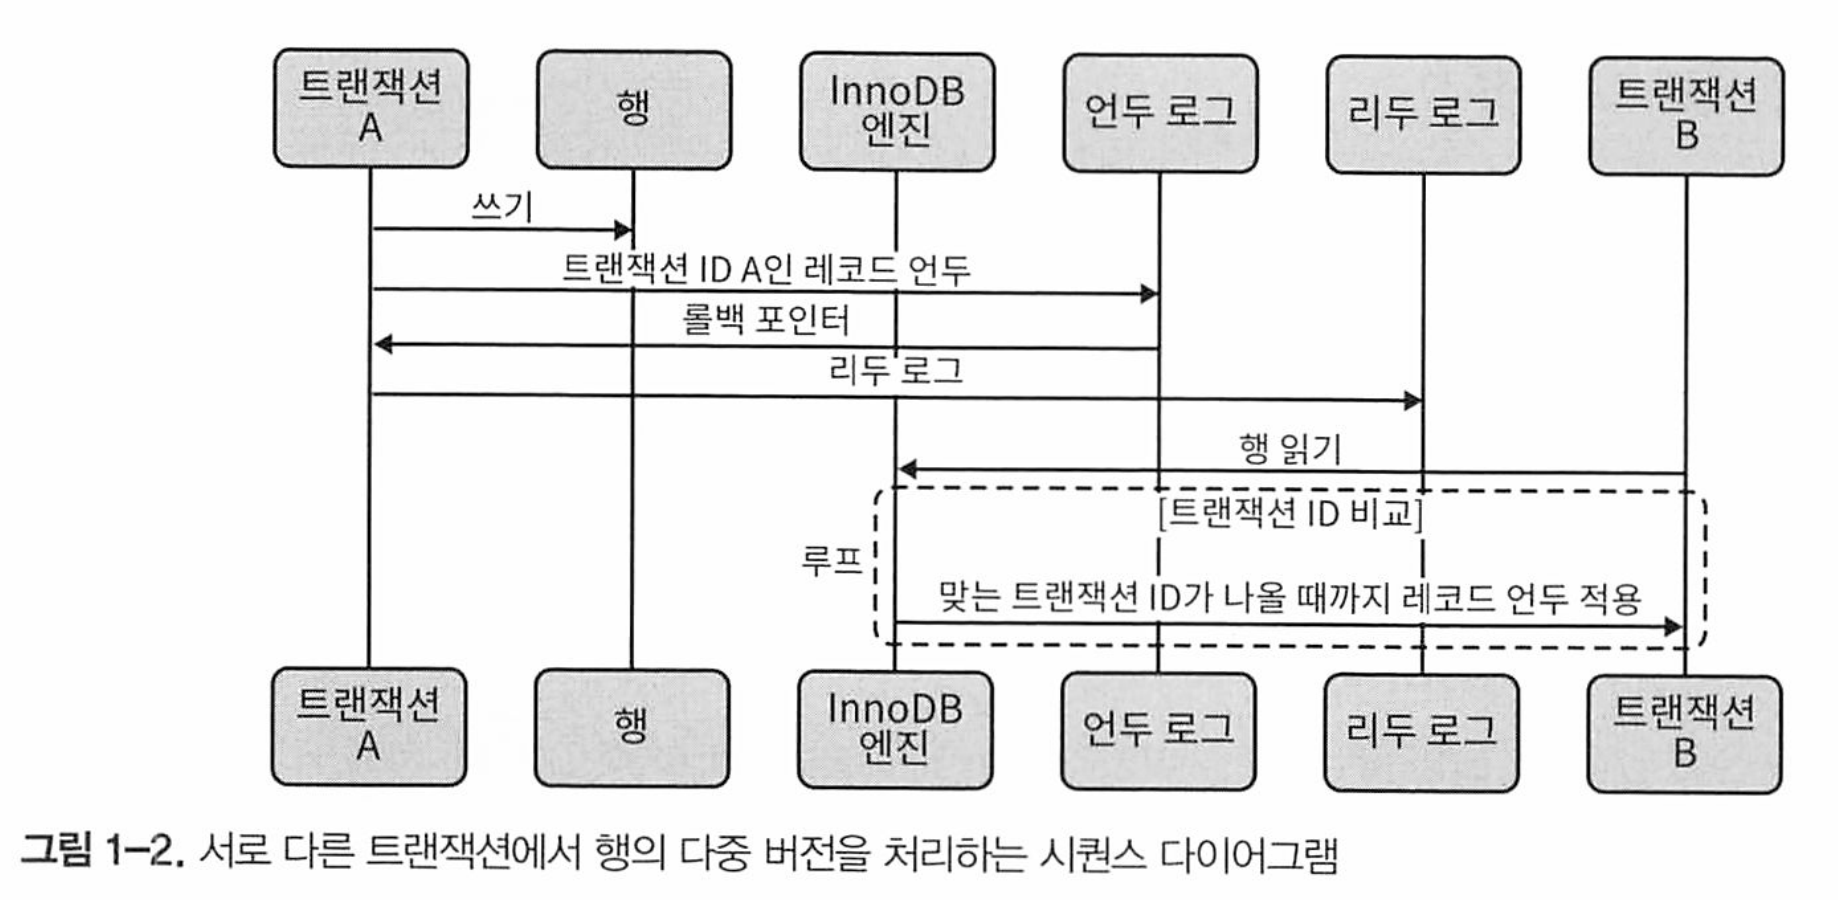 트랜잭션
A
행
InnoDB
엔진
언두 로그
리두 로그
트랜잭션
B
쓰기
트랜잭션 ID A인 레코드 언두
롤백 포인터
리두 로그
행 읽기
[트랜잭션 ID 비교]
루프
맞는 트랜잭션 ID가 나올 때까지 레코드 언두 적용
트랜잭션
A
행
InnoDB
엔진
언두 로그
리두 로그
트랜잭션
B
그림 1-2. 서로 다른 트랜잭션에서 행의 다중 버전을 처리하는 시퀀스 다이어그램